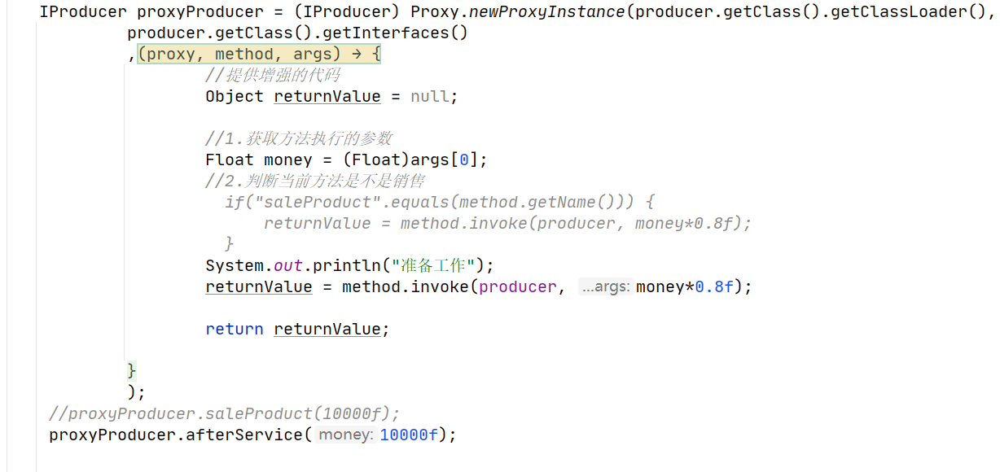 IProducer proxyProducer = (IProducer) Proxy.newProxyInstance(producer.getClass().getClassLoader(),
producer.getClass().getInterfaces()
,(proxy, method, args) → {
//提供增强的代码
Object returnValue = null;
//1.获取方法执行的参数
Float money = (Float)args[0];
//2.判断当前方法是不是销售
if("saleProduct".equals(method.getName())) {
returnValue = method.invoke(producer, money*0.8f);
}
System.out.println("准备工作");
returnValue = method.invoke(producer, ...args: money*0.8f);
return returnValue;
}
);
//proxyProducer.saleProduct(10000f);
proxyProducer.afterService( money: 10000f);